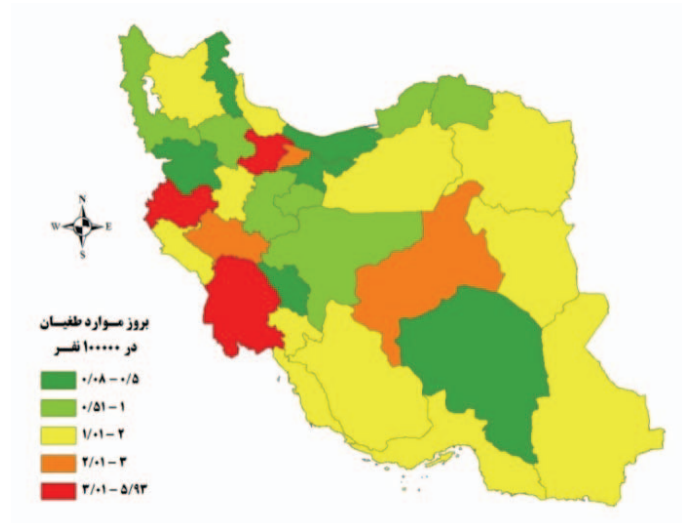 N
W E
S
بروز موارد طغیان
در ۱۰۰۰۰۰ نفر
۰/۰۸ – ۰/۵
۰/۵۱ – ۱
۱/۰۱ – ۲
۲/۰۱ – ۳
۳/۰۱ – ۵/۹۳